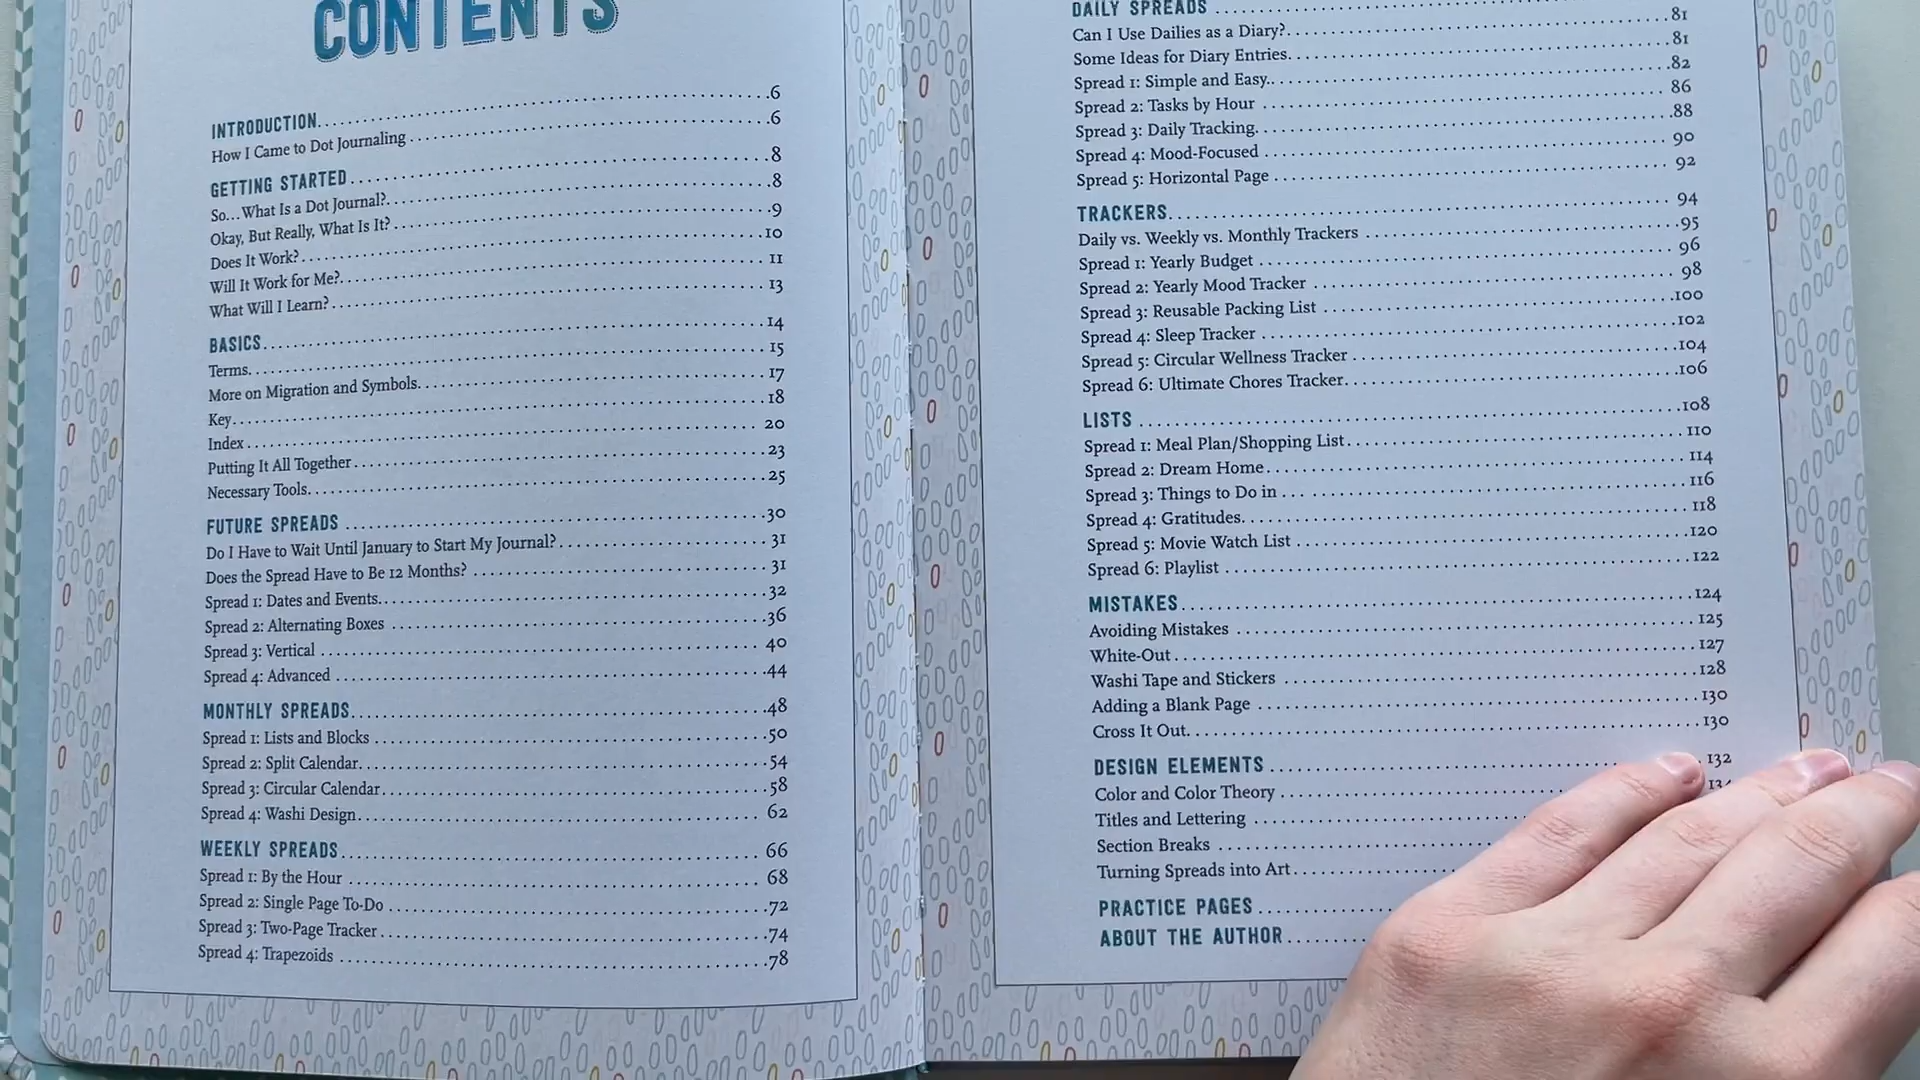 CONTENTS
INTRODUCTION..........6
How I Came to Dot Journaling..........6
GETTING STARTED..........8
So...What Is a Dot Journal?..........8
Okay, But Really, What Is It?..........9
Does It Work?..........10
Will It Work for Me?..........11
What Will I Learn?..........13
BASICS..........14
Terms..........15
More on Migration and Symbols..........17
Key..........18
Index..........20
Putting It All Together..........23
Necessary Tools..........25
FUTURE SPREADS..........30
Do I Have to Wait Until January to Start My Journal?..........31
Does the Spread Have to Be 12 Months?..........31
Spread 1: Dates and Events..........32
Spread 2: Alternating Boxes..........36
Spread 3: Vertical..........40
Spread 4: Advanced..........44
MONTHLY SPREADS..........48
Spread 1: Lists and Blocks..........50
Spread 2: Split Calendar..........54
Spread 3: Circular Calendar..........58
Spread 4: Washi Design..........62
WEEKLY SPREADS..........66
Spread 1: By the Hour..........68
Spread 2: Single Page To-Do..........72
Spread 3: Two-Page Tracker..........74
Spread 4: Trapezoids..........78
DAILY SPREADS..........
Can I Use Dailies as a Diary?..........81
Some Ideas for Diary Entries..........81
Spread 1: Simple and Easy..........82
Spread 2: Tasks by Hour..........86
Spread 3: Daily Tracking..........88
Spread 4: Mood-Focused..........90
Spread 5: Horizontal Page..........92
TRACKERS..........94
Daily vs. Weekly vs. Monthly Trackers..........95
Spread 1: Yearly Budget..........96
Spread 2: Yearly Mood Tracker..........98
Spread 3: Reusable Packing List..........100
Spread 4: Sleep Tracker..........102
Spread 5: Circular Wellness Tracker..........104
Spread 6: Ultimate Chores Tracker..........106
LISTS..........108
Spread 1: Meal Plan/Shopping List..........110
Spread 2: Dream Home..........114
Spread 3: Things to Do in..........116
Spread 4: Gratitudes..........118
Spread 5: Movie Watch List..........120
Spread 6: Playlist..........122
MISTAKES..........124
Avoiding Mistakes..........125
White-Out..........127
Washi Tape and Stickers..........128
Adding a Blank Page..........130
Cross It Out..........130
DESIGN ELEMENTS..........132
Color and Color Theory..........
Titles and Lettering..........
Section Breaks..........
Turning Spreads into Art..........
PRACTICE PAGES..........
ABOUT THE AUTHOR..........